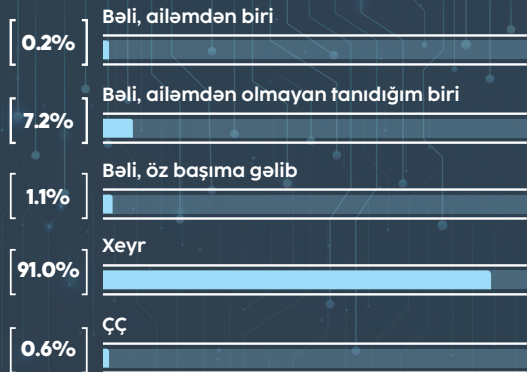 Bəli, ailəmdən biri
0.2%
Bəli, ailəmdən olmayan tanıdığım biri
7.2%
Bəli, öz başıma gəlib
1.1%
Xeyr
91.0%
ÇÇ
0.6%